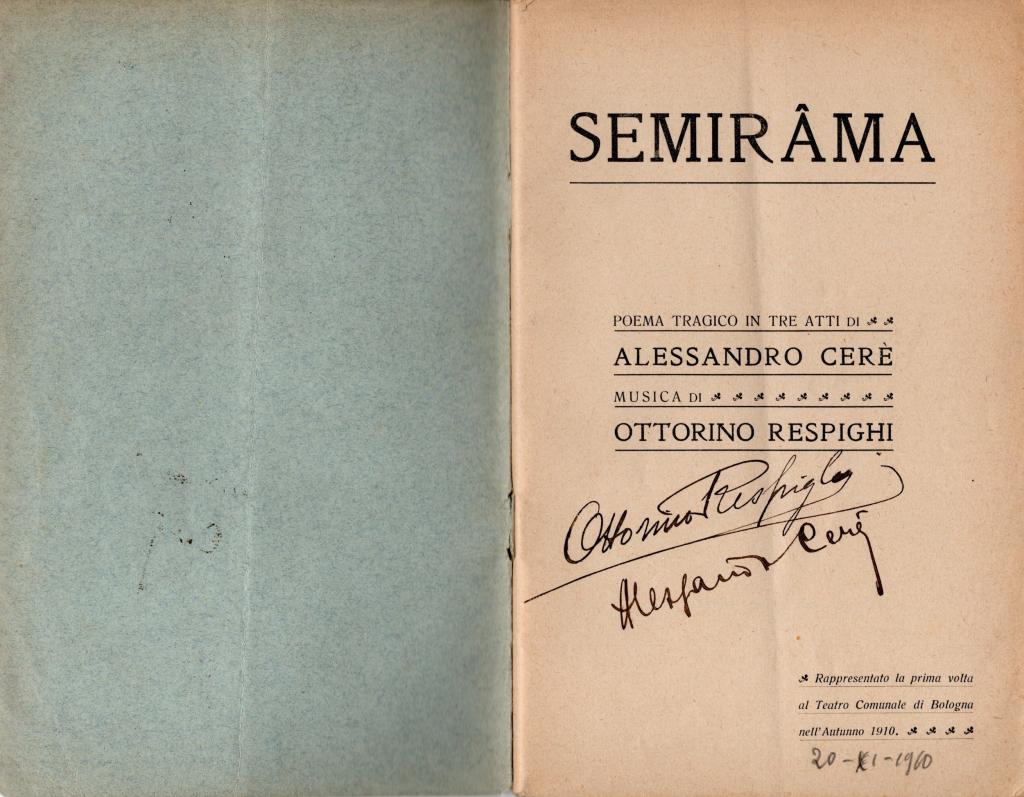 SEMIRÂMA
POEMA TRAGICO IN TRE ATTI DI
ALESSANDRO CERÈ
MUSICA DI
OTTORINO RESPIGHI
Ottorino Respighi
Alessandro Cerè
Rappresentato la prima volta
al Teatro Comunale di Bologna
nell'Autunno 1910.
20-XI-1910